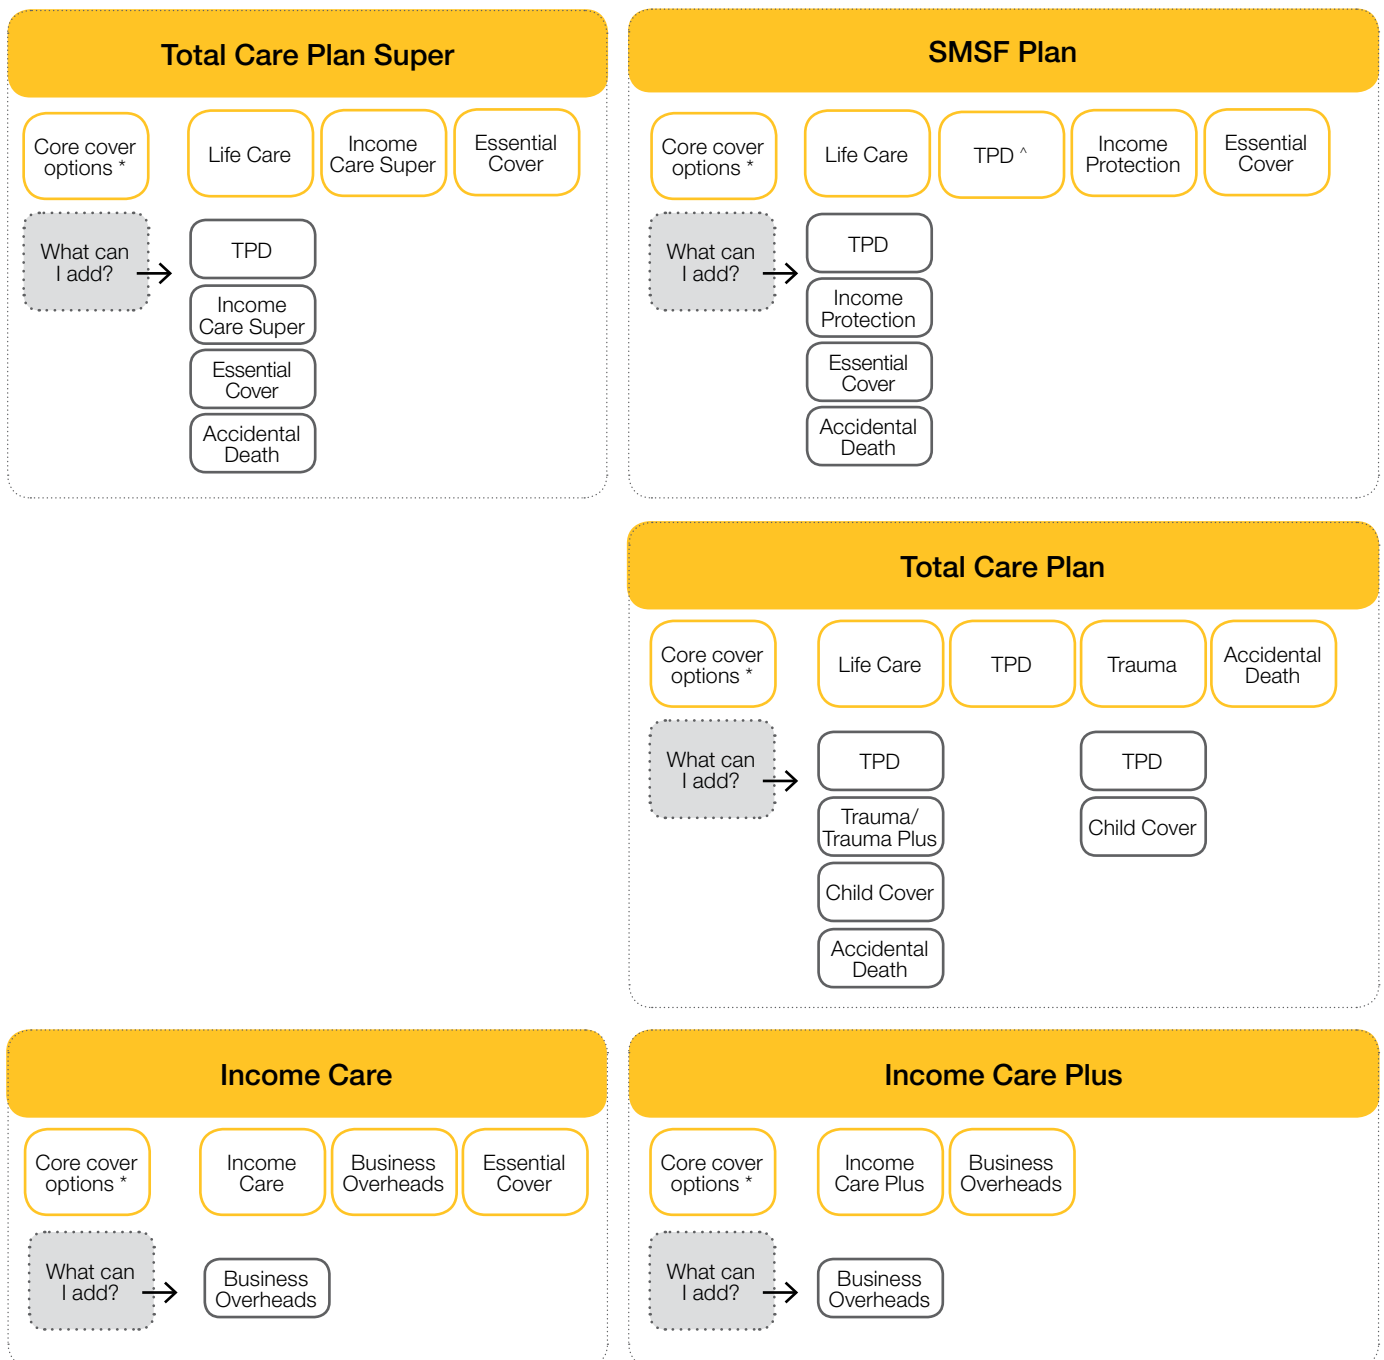 Total Care Plan Super
Core cover
options *
Life Care
Income
Care Super
Essential
Cover
What can
I add?
TPD
Income
Care Super
Essential
Cover
Accidental
Death
SMSF Plan
Core cover
options *
Life Care
TPD ^
Income
Protection
Essential
Cover
What can
I add?
TPD
Income
Protection
Essential
Cover
Accidental
Death
Total Care Plan
Core cover
options *
Life Care
TPD
Trauma
Accidental
Death
What can
I add?
TPD
Trauma/
Trauma Plus
Child Cover
Accidental
Death
TPD
Child Cover
Income Care
Core cover
options *
Income
Care
Business
Overheads
Essential
Cover
What can
I add?
Business
Overheads
Income Care Plus
Core cover
options *
Income
Care Plus
Business
Overheads
What can
I add?
Business
Overheads